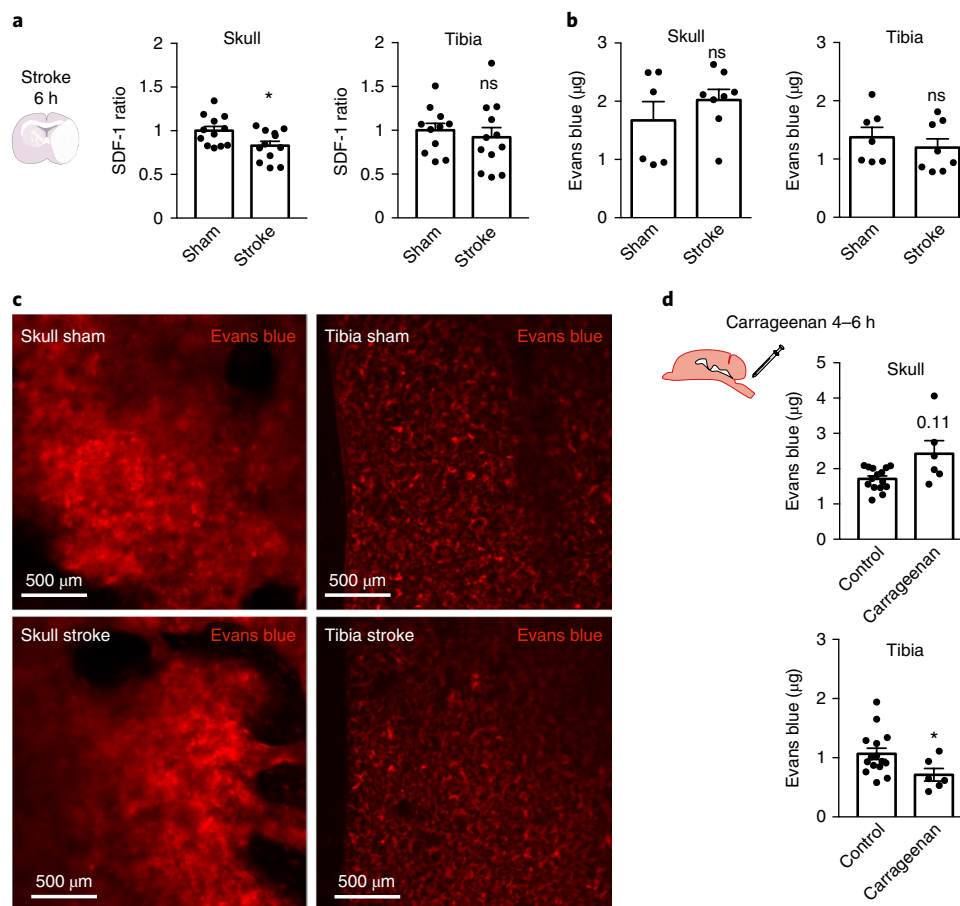 a
Stroke
6 h
Skull
SDF-1 ratio
2
1.5
1
0.5
0
*
Sham
Stroke
Tibia
SDF-1 ratio
2
1.5
1
0.5
0
ns
Sham
Stroke
b
Skull
Evans blue (μg)
3
2
1
0
ns
Sham
Stroke
Tibia
Evans blue (μg)
3
2
1
0
ns
Sham
Stroke
c
Skull sham
Evans blue
500 μm
Tibia sham
Evans blue
500 μm
Skull stroke
Evans blue
500 μm
Tibia stroke
Evans blue
500 μm
d
Carrageenan 4–6 h
Skull
Evans blue (μg)
5
4
3
2
1
0
0.11
Control
Carrageenan
Tibia
Evans blue (μg)
3
2
1
0
*
Control
Carrageenan